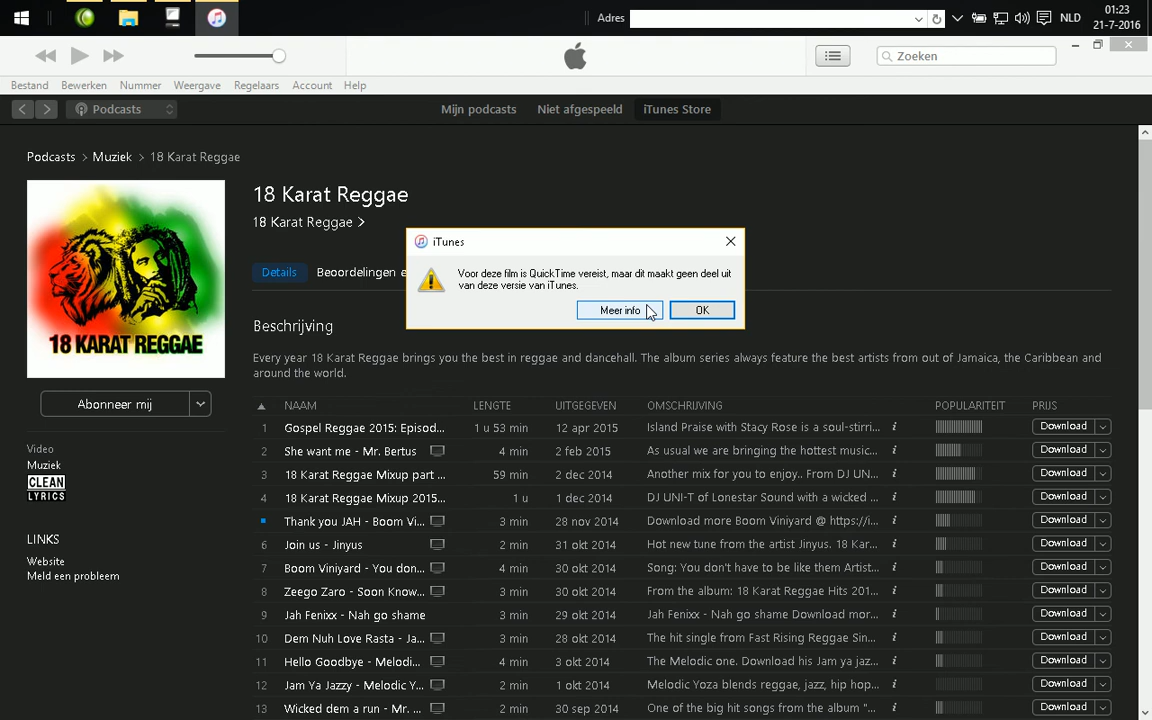 Adres
NLD
01:23
21-7-2016
Zoeken
Bestand Bewerken Nummer Weergave Regelaars Account Help
Podcasts
Mijn podcasts Niet afgespeeld iTunes Store
Podcasts > Muziek > 18 Karat Reggae
18 KARAT REGGAE
18 Karat Reggae
18 Karat Reggae >
Details Beoordelingen e
iTunes
Voor deze film is QuickTime vereist, maar dit maakt geen deel uit
van deze versie van iTunes.
Meer info OK
Beschrijving
Every year 18 Karat Reggae brings you the best in reggae and dancehall. The album series always feature the best artists from out of Jamaica, the Caribbean and
around the world.
Abonneer mij
Video
Muziek
CLEAN
LYRICS
LINKS
Website
Meld een probleem
NAAM LENGTE UITGEGEVEN OMSCHRIJVING POPULARITEIT PRIJS
1 Gospel Reggae 2015: Episod... 1 u 53 min 12 apr 2015 Island Praise with Stacy Rose is a soul-stirri... i Download
2 She want me - Mr. Bertus 4 min 2 feb 2015 As usual we are bringing the hottest music... i Download
3 18 Karat Reggae Mixup part ... 59 min 2 dec 2014 Another mix for you to enjoy.. From DJ UN... i Download
4 18 Karat Reggae Mixup 2015... 1 u 1 dec 2014 DJ UNI-T of Lonestar Sound with a wicked ... i Download
Thank you JAH - Boom Vi... 3 min 28 nov 2014 Download more Boom Viniyard @ https://i... i Download
6 Join us - Jinyus 2 min 31 okt 2014 Hot new tune from the artist Jinyus. 18 Kar... i Download
7 Boom Viniyard - You don... 4 min 30 okt 2014 Song: You don't have to be like them Artist... i Download
8 Zeego Zaro - Soon Know... 3 min 30 okt 2014 From the album: 18 Karat Reggae Hits 201... i Download
9 Jah Fenixx - Nah go shame 3 min 29 okt 2014 Jah Fenixx - Nah go shame Download mor... i Download
10 Dem Nuh Love Rasta - Ja... 3 min 28 okt 2014 The hit single from Fast Rising Reggae Sin... i Download
11 Hello Goodbye - Melodi... 4 min 3 okt 2014 The Melodic one. Download his Jam ya jaz... i Download
12 Jam Ya Jazzy - Melodic Y... 2 min 1 okt 2014 Melodic Yoza blends reggae, jazz, hip hop... i Download
13 Wicked dem a run - Mr. ... 2 min 30 sep 2014 One of the big hit songs from the album "... i Download